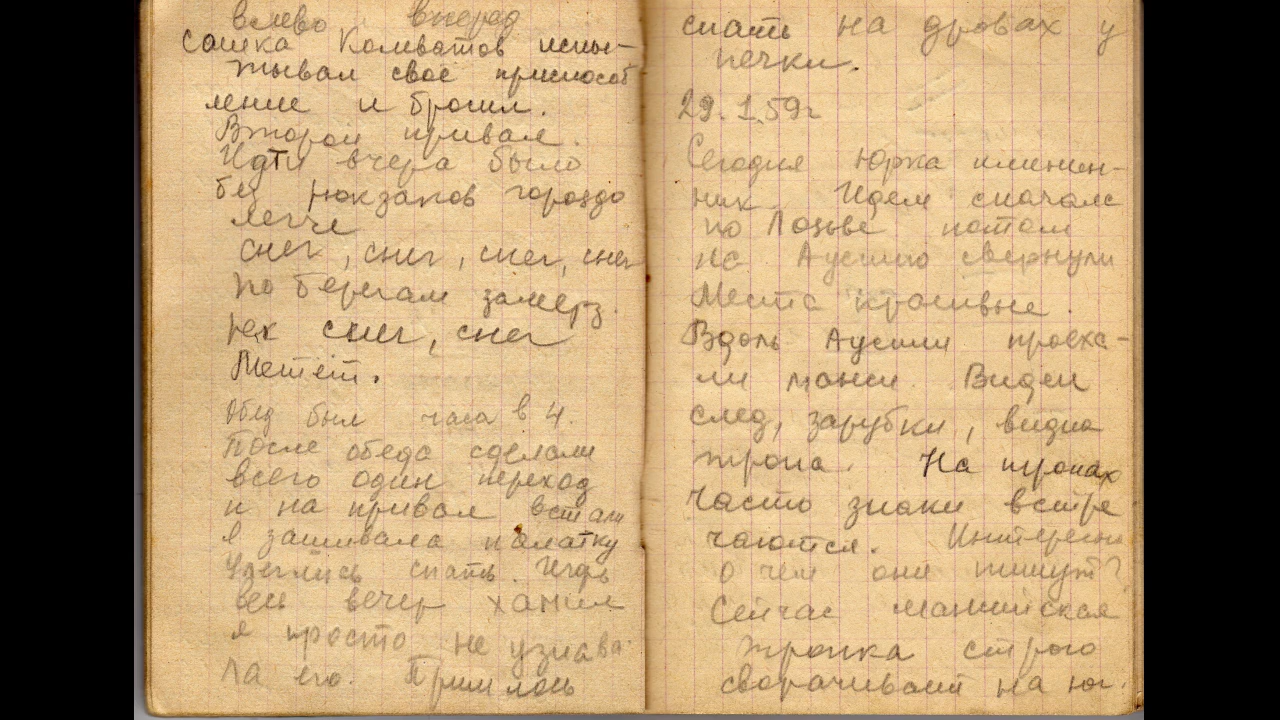 влево вперед
Сашка Колеватов испы-
тывал свое приспособ
ление и бросил.
Второй привал.
Идти вчера было
без рюкзаков гораздо
легче
снег, снег, снег, снег
по берегам замерз.
рек снег, снег
Метёт.
Обед был часа в 4.
После обеда сделали
всего один переход
и на привал встали
Я зашивала палатку
Улеглись спать. Игорь
весь вечер хамил
я просто не узнава
ла его. Пришлось
спать на дровах у
печки.
29.1.59г
Сегодня Юрка именин-
ник. Идем сначала
по Лозьве потом
на Ауспию свернули
Места красивые.
Вдоль Ауспии проеха-
ли манси. Виден
след, зарубки, видна
тропа. На тропах
часто знаки встре
чаются. Интересно
о чем они пишут?
Сейчас мансийская
тропка строго
сворачивает на юг.